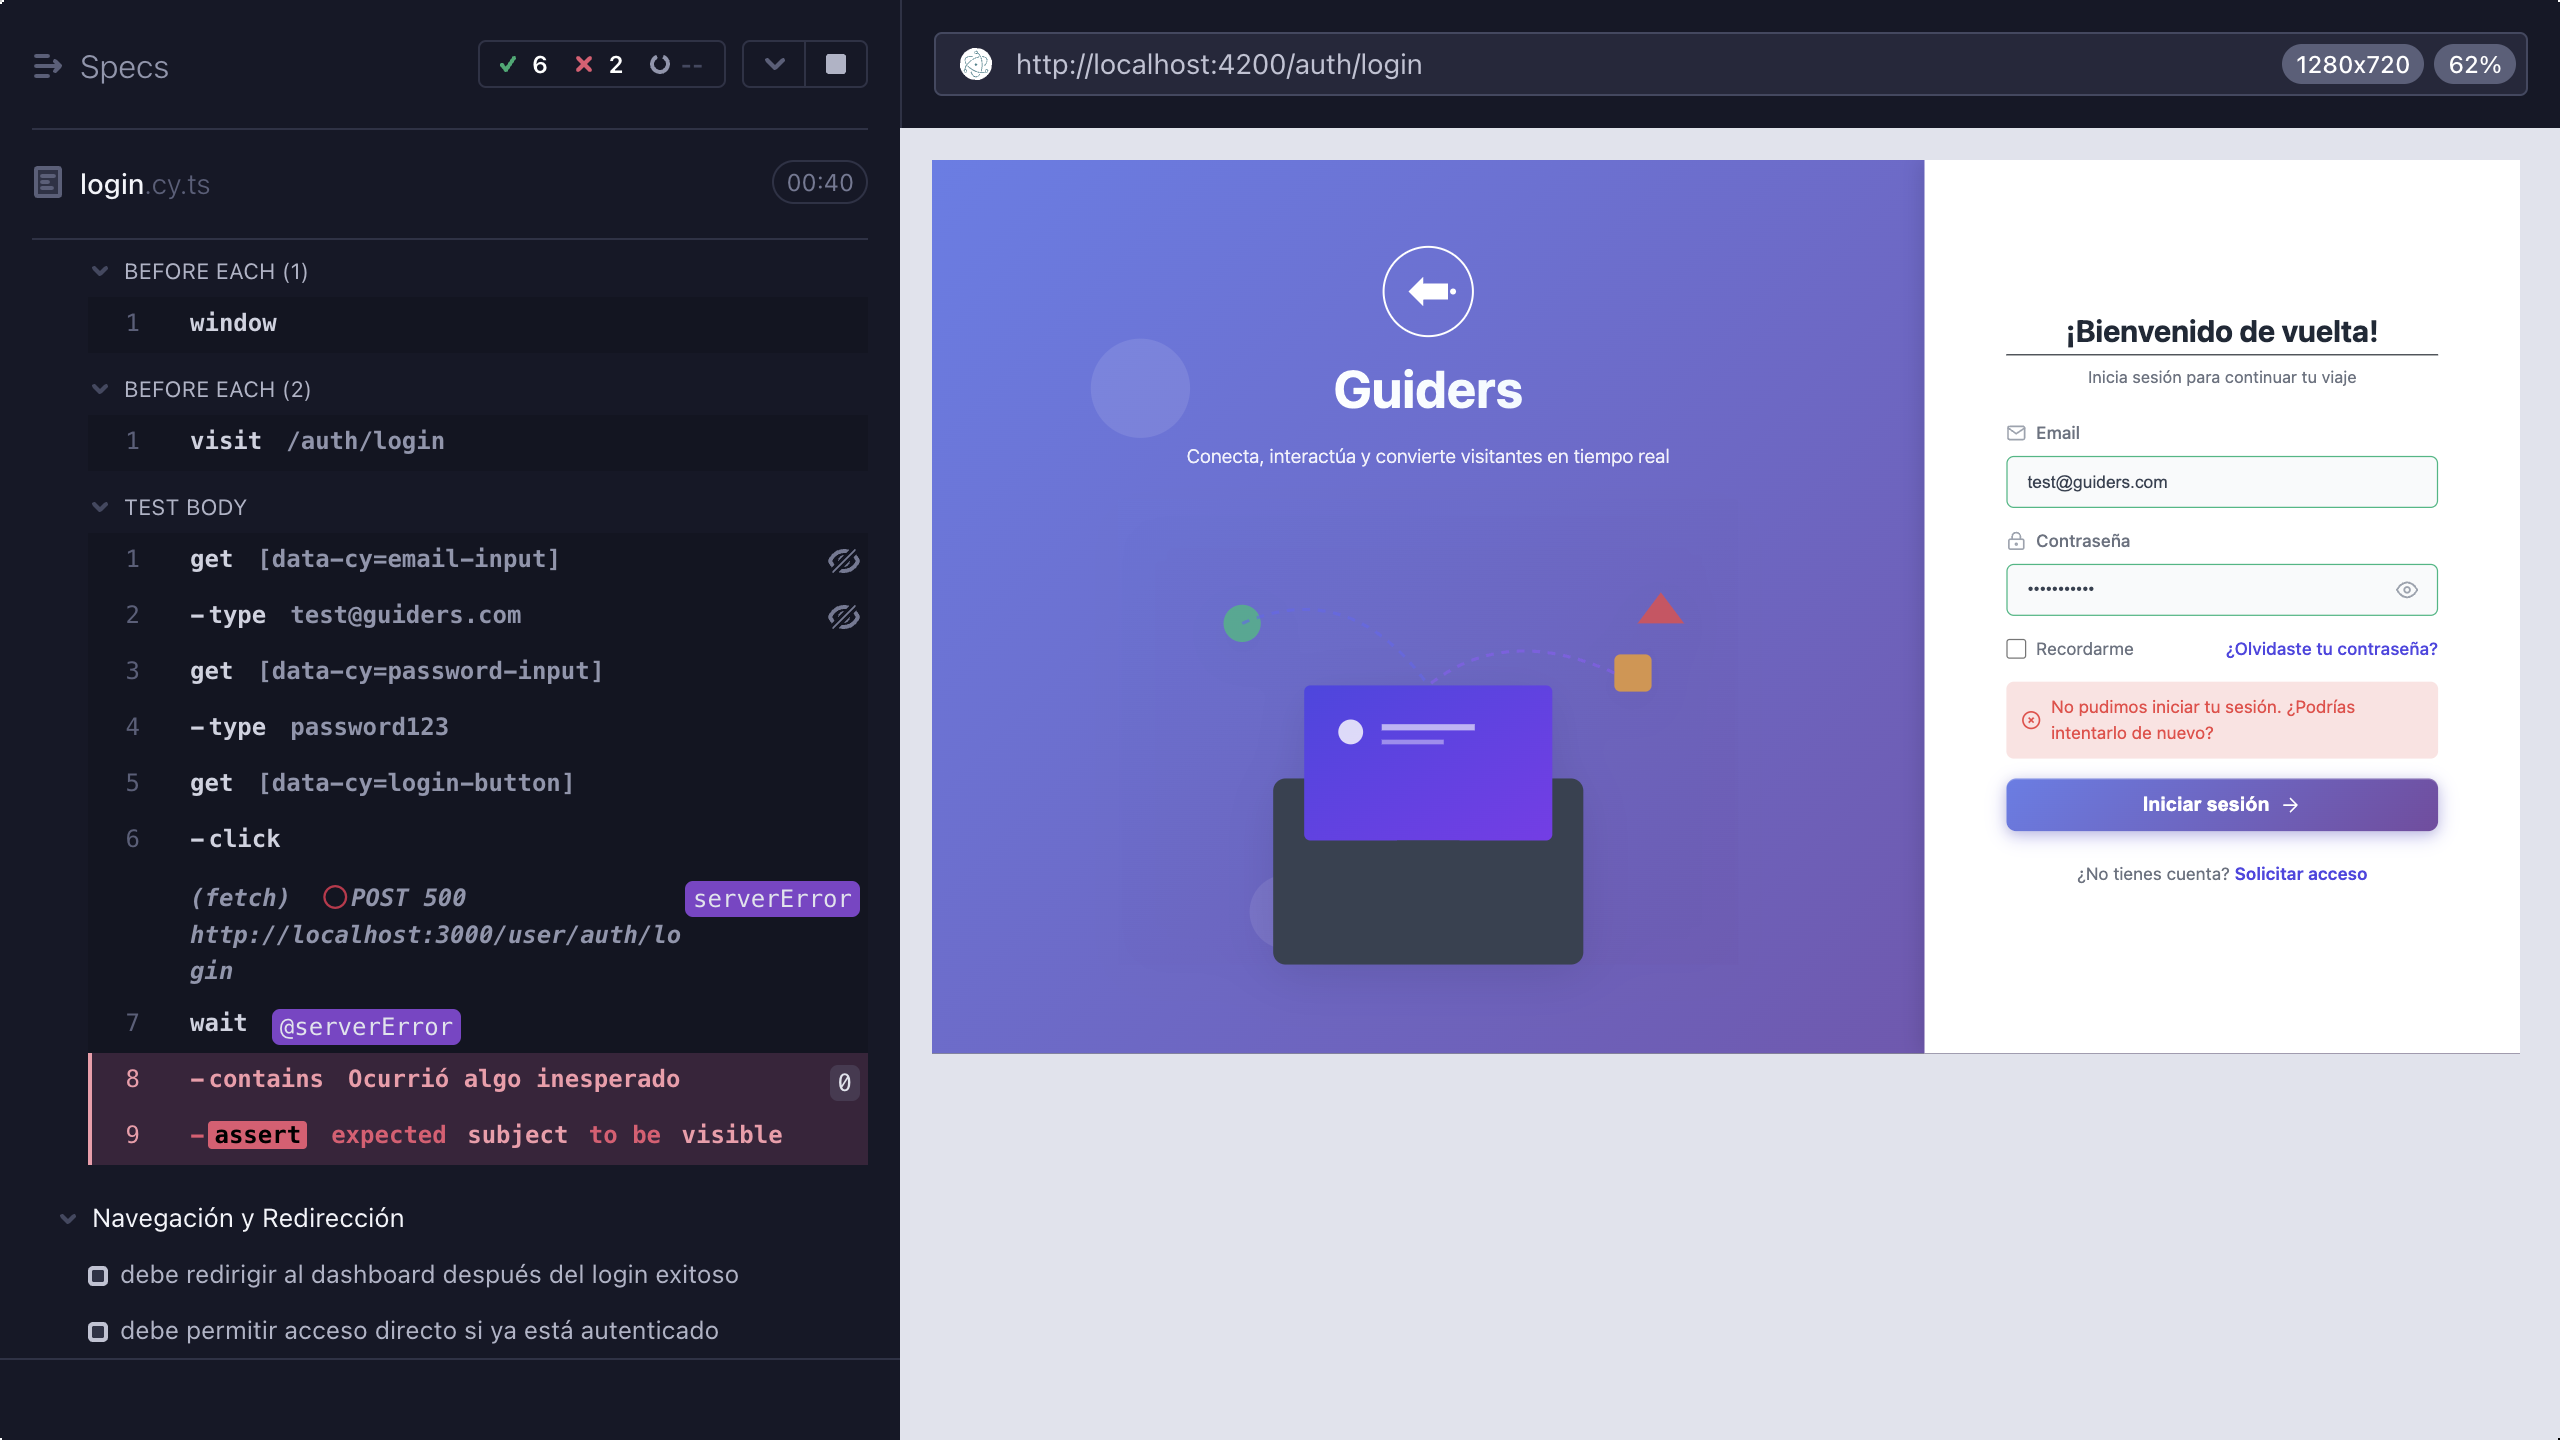 Specs
6 2 --
login.cy.ts
00:40
BEFORE EACH (1)
1 window
BEFORE EACH (2)
1 visit /auth/login
TEST BODY
1 get [data-cy=email-input]
2 -type test@guiders.com
3 get [data-cy=password-input]
4 -type password123
5 get [data-cy=login-button]
6 -click
(fetch) POST 500 serverError
http://localhost:3000/user/auth/lo
gin
7 wait @serverError
8 -contains Ocurrió algo inesperado 0
9 -assert expected subject to be visible
Navegación y Redirección
debe redirigir al dashboard después del login exitoso
debe permitir acceso directo si ya está autenticado
http://localhost:4200/auth/login
1280x720 62%
Guiders
Conecta, interactúa y convierte visitantes en tiempo real
¡Bienvenido de vuelta!
Inicia sesión para continuar tu viaje
Email
test@guiders.com
Contraseña
•••••••••••
Recordarme ¿Olvidaste tu contraseña?
No pudimos iniciar tu sesión. ¿Podrías
intentarlo de nuevo?
Iniciar sesión →
¿No tienes cuenta? Solicitar acceso